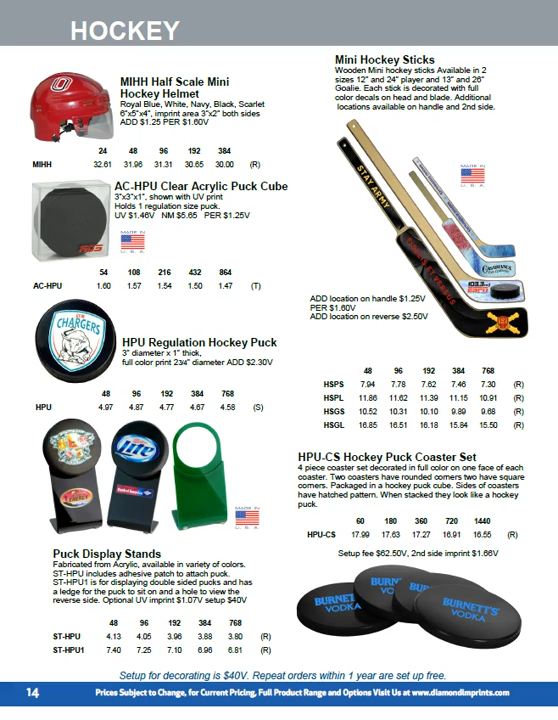 HOCKEY
MIHH Half Scale Mini
Hockey Helmet
Royal Blue, White, Navy, Black, Scarlet
6"x5"x4", imprint area 3"x2" both sides
ADD $1.25 PER $1.60V
24 48 96 192 384
MIHH 32.61 31.96 31.31 30.65 30.00 (R)
AC-HPU Clear Acrylic Puck Cube
3"x3"x1", shown with UV print
Holds 1 regulation size puck.
UV $1.46V NM $5.65 PER $1.25V
MADE IN
U.S.A.
54 108 216 432 864
AC-HPU 1.60 1.57 1.54 1.50 1.47 (T)
CHARGERS
HPU Regulation Hockey Puck
3" diameter x 1" thick,
full color print 23/4" diameter ADD $2.30V
48 96 192 384 768
HPU 4.97 4.87 4.77 4.67 4.58 (S)
Lite
MADE IN
U.S.A.
Puck Display Stands
Fabricated from Acrylic, available in variety of colors.
ST-HPU includes adhesive patch to attach puck.
ST-HPU1 is for displaying double sided pucks and has
a ledge for the puck to sit on and a hole to view the
reverse side. Optional UV imprint $1.07V setup $40V
48 96 192 384 768
ST-HPU 4.13 4.05 3.96 3.88 3.80 (R)
ST-HPU1 7.40 7.25 7.10 6.96 6.81 (R)
Mini Hockey Sticks
Wooden Mini hockey sticks Available in 2
sizes 12" and 24" player and 13" and 26"
Goalie. Each stick is decorated with full
color decals on head and blade. Additional
locations available on handle and 2nd side.
MADE IN
U.S.A.
STAY ARMY
103.3
ESPN
ADD location on handle $1.25V
PER $1.60V
ADD location on reverse $2.50V
48 96 192 384 768
HSPS 7.94 7.78 7.62 7.46 7.30 (R)
HSPL 11.86 11.62 11.39 11.15 10.91 (R)
HSGS 10.52 10.31 10.10 9.89 9.68 (R)
HSGL 16.85 16.51 16.18 15.84 15.50 (R)
HPU-CS Hockey Puck Coaster Set
4 piece coaster set decorated in full color on one face of each
coaster. Two coasters have rounded corners two have square
corners. Packaged in a hockey puck cube. Sides of coasters
have hatched pattern. When stacked they look like a hockey
puck.
60 180 360 720 1440
HPU-CS 17.99 17.63 17.27 16.91 16.55 (R)
Setup fee $62.50V, 2nd side imprint $1.66V
BURNETT'S
VODKA
Setup for decorating is $40V. Repeat orders within 1 year are set up free.
14 Prices Subject to Change, for Current Pricing, Full Product Range and Options Visit Us at www.diamondimprints.com